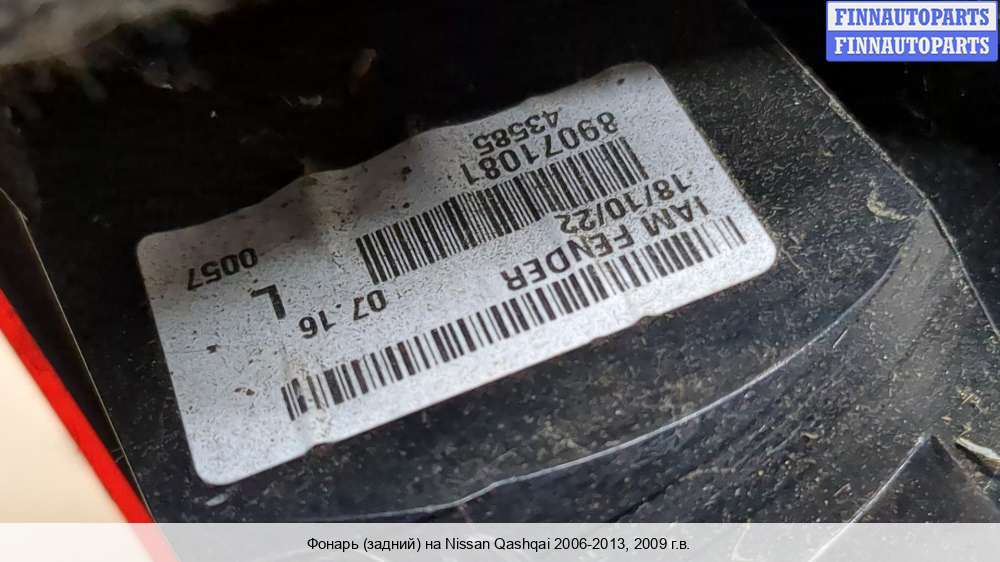 FINNAUTOPARTS
FINNAUTOPARTS
IAM FENDER
18/10/22
07.16
L
89071081
43585
0057
Фонарь (задний) на Nissan Qashqai 2006-2013, 2009 г.в.